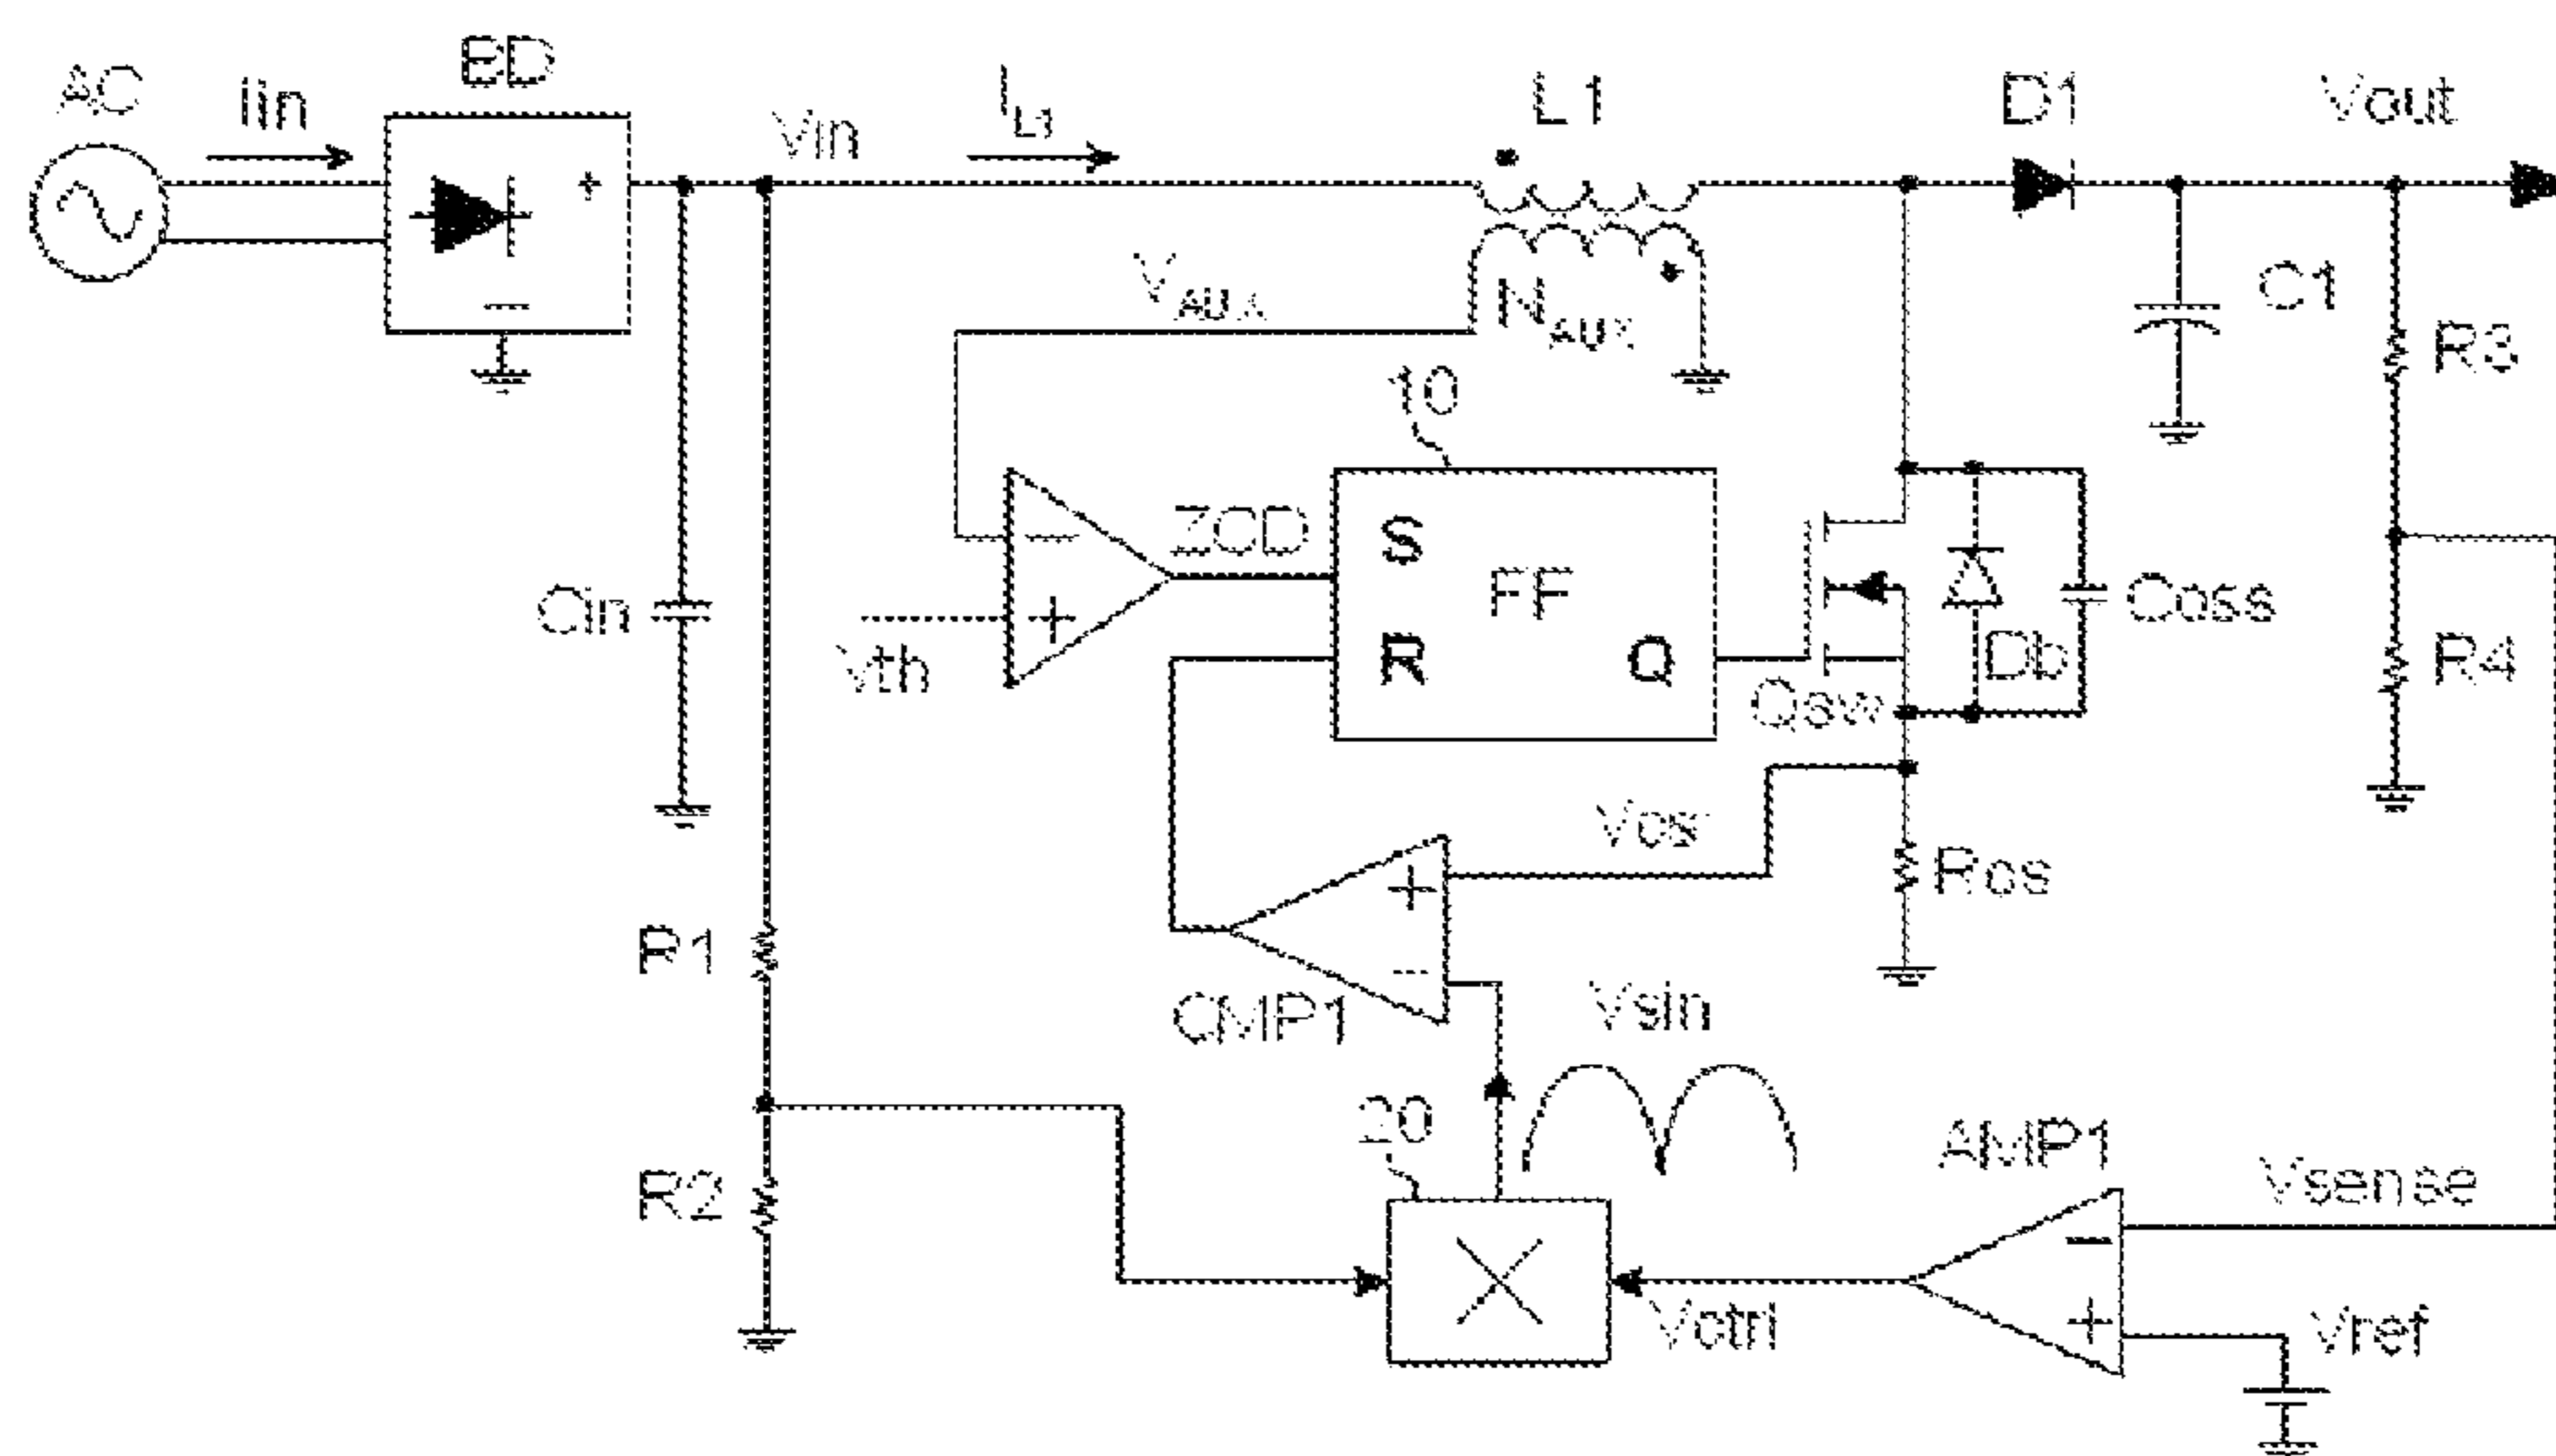 AC
Iin
BD
+
Vin
IL1
L1
D1
Vout
VAUX
NAUX
C1
R3
10
ZCD
S
FF
R
Q
Vth
Cin
Qsw
Db
Coss
R4
Vcs
Rcs
R1
CMP1
Vsin
20
AMP1
R2
Vsense
Vctrl
Vref